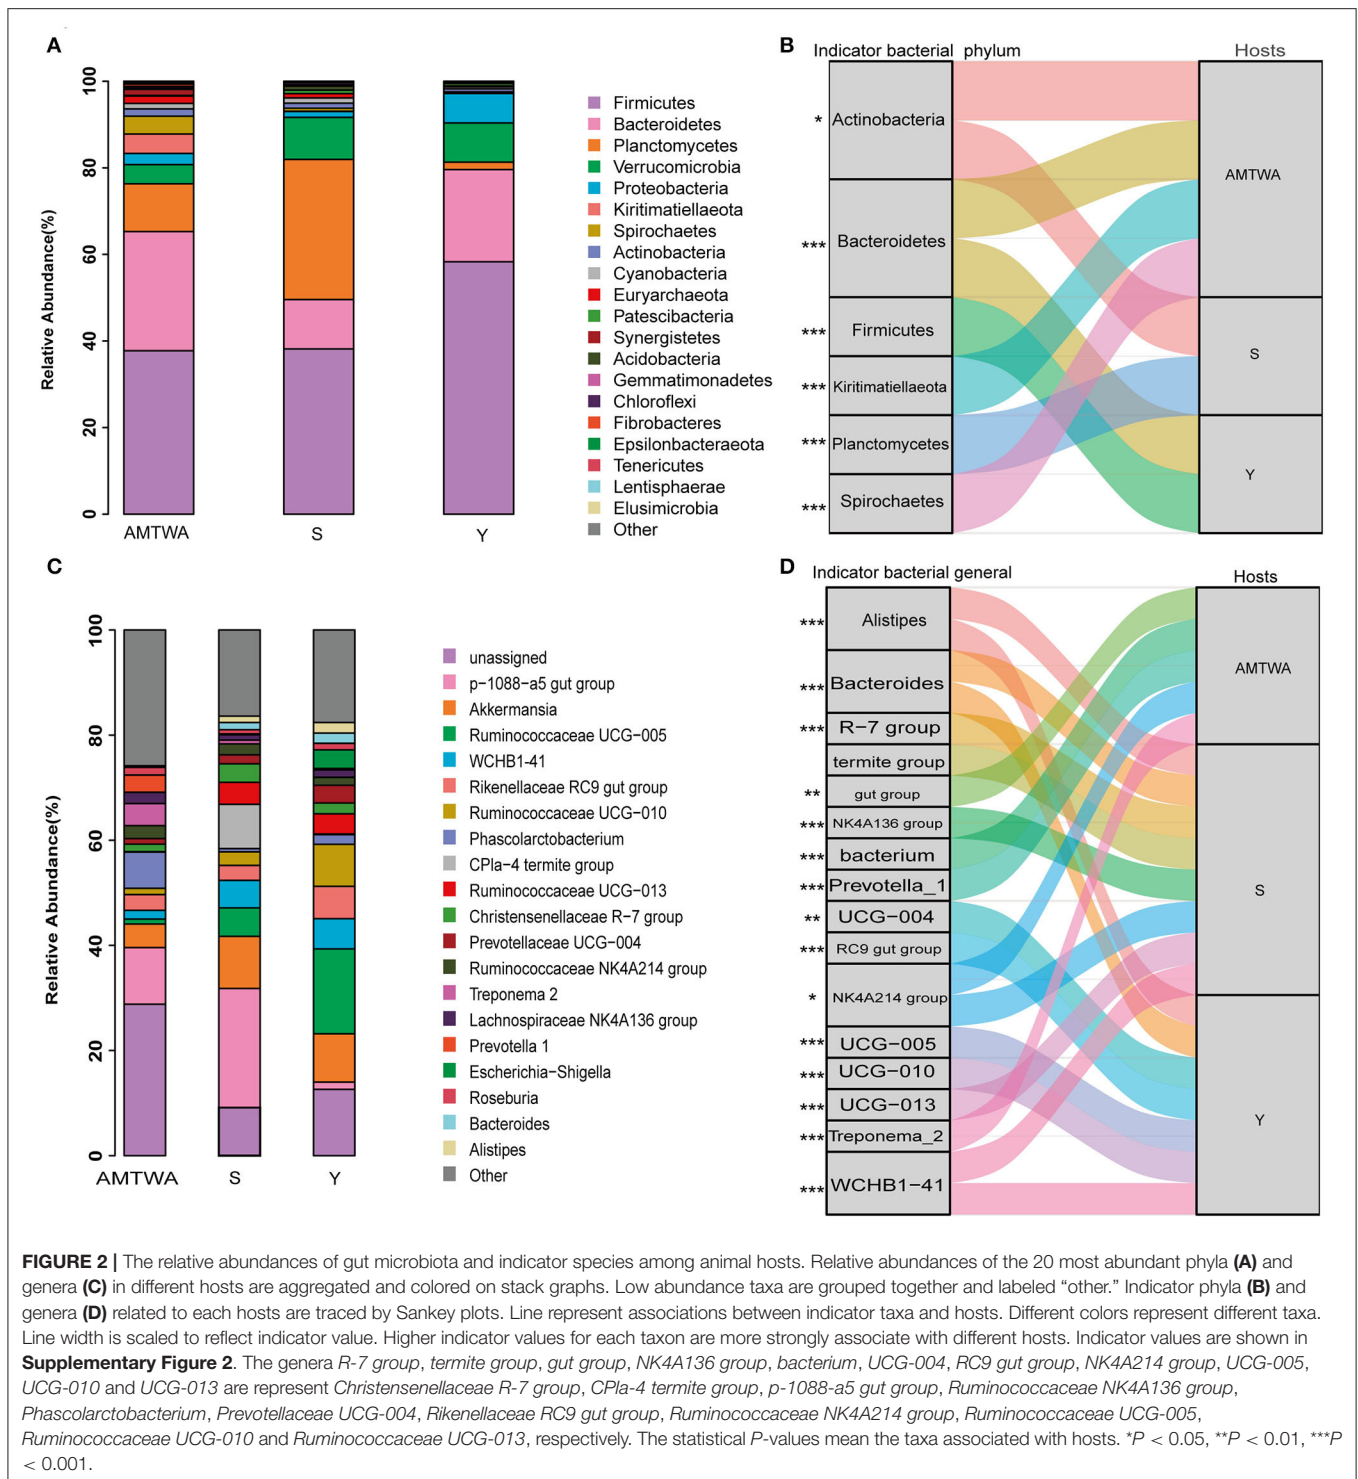 A
100
80
60
40
20
0
Relative Abundance(%)
AMTWA
S
Y
Firmicutes
Bacteroidetes
Planctomycetes
Verrucomicrobia
Proteobacteria
Kiritimatiellaeota
Spirochaetes
Actinobacteria
Cyanobacteria
Euryarchaeota
Patescibacteria
Synergistetes
Acidobacteria
Gemmatimonadetes
Chloroflexi
Fibrobacteres
Epsilonbacteraeota
Tenericutes
Lentisphaerae
Elusimicrobia
Other
B
Indicator bacterial phylum
Hosts
* Actinobacteria
*** Bacteroidetes
*** Firmicutes
*** Kiritimatiellaeota
*** Planctomycetes
*** Spirochaetes
AMTWA
S
Y
C
100
80
60
40
20
0
Relative Abundance(%)
AMTWA
S
Y
unassigned
p−1088−a5 gut group
Akkermansia
Ruminococcaceae UCG−005
WCHB1-41
Rikenellaceae RC9 gut group
Ruminococcaceae UCG−010
Phascolarctobacterium
CPla−4 termite group
Ruminococcaceae UCG−013
Christensenellaceae R−7 group
Prevotellaceae UCG−004
Ruminococcaceae NK4A214 group
Treponema 2
Lachnospiraceae NK4A136 group
Prevotella 1
Escherichia−Shigella
Roseburia
Bacteroides
Alistipes
Other
D
Indicator bacterial general
Hosts
*** Alistipes
*** Bacteroides
*** R−7 group
termite group
** gut group
*** NK4A136 group
*** bacterium
*** Prevotella_1
** UCG−004
*** RC9 gut group
* NK4A214 group
*** UCG−005
*** UCG−010
*** UCG−013
*** Treponema_2
*** WCHB1−41
AMTWA
S
Y
FIGURE 2 | The relative abundances of gut microbiota and indicator species among animal hosts. Relative abundances of the 20 most abundant phyla (A) and
genera (C) in different hosts are aggregated and colored on stack graphs. Low abundance taxa are grouped together and labeled “other.” Indicator phyla (B) and
genera (D) related to each hosts are traced by Sankey plots. Line represent associations between indicator taxa and hosts. Different colors represent different taxa.
Line width is scaled to reflect indicator value. Higher indicator values for each taxon are more strongly associate with different hosts. Indicator values are shown in
Supplementary Figure 2. The genera R-7 group, termite group, gut group, NK4A136 group, bacterium, UCG-004, RC9 gut group, NK4A214 group, UCG-005,
UCG-010 and UCG-013 are represent Christensenellaceae R-7 group, CPla-4 termite group, p-1088-a5 gut group, Ruminococcaceae NK4A136 group,
Phascolarctobacterium, Prevotellaceae UCG-004, Rikenellaceae RC9 gut group, Ruminococcaceae NK4A214 group, Ruminococcaceae UCG-005,
Ruminococcaceae UCG-010 and Ruminococcaceae UCG-013, respectively. The statistical P-values mean the taxa associated with hosts. *P < 0.05, **P < 0.01, ***P
< 0.001.